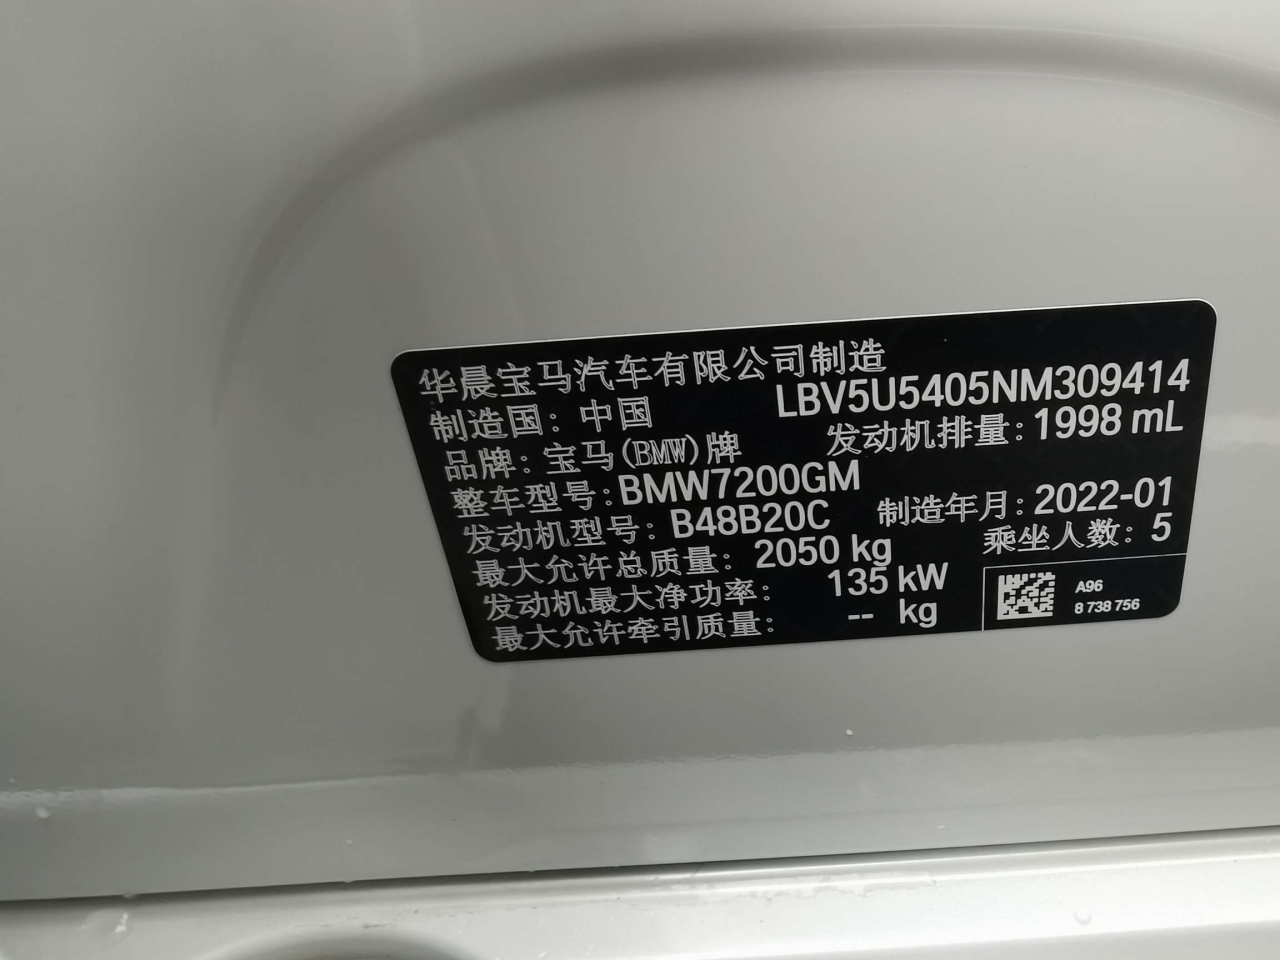 华晨宝马汽车有限公司制造
制造国：中国 LBV5U5405NM309414
品牌：宝马(BMW)牌 发动机排量：1998 mL
整车型号：BMW7200GM
发动机型号：B48B20C 制造年月：2022-01
最大允许总质量：2050 kg 乘坐人数：5
发动机最大净功率：135 kW
最大允许牵引质量：-- kg
A96
8 738 756